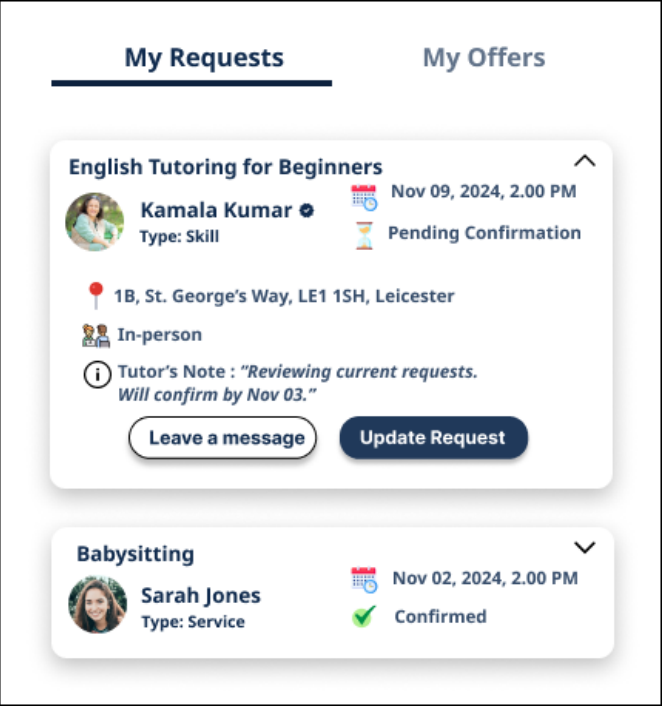 My Requests
My Offers
English Tutoring for Beginners
Kamala Kumar
Type: Skill
Nov 09, 2024, 2.00 PM
Pending Confirmation
1B, St. George’s Way, LE1 1SH, Leicester
In-person
Tutor’s Note : “Reviewing current requests.
Will confirm by Nov 03.”
Leave a message
Update Request
Babysitting
Sarah Jones
Type: Service
Nov 02, 2024, 2.00 PM
Confirmed